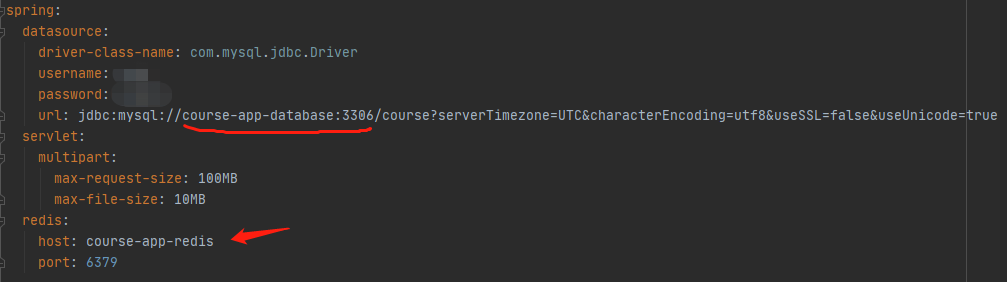 spring:
  datasource:
    driver-class-name: com.mysql.jdbc.Driver
    username:
    password:
    url: jdbc:mysql://course-app-database:3306/course?serverTimezone=UTC&characterEncoding=utf8&useSSL=false&useUnicode=true
  servlet:
    multipart:
      max-request-size: 100MB
      max-file-size: 10MB
  redis:
    host: course-app-redis
    port: 6379